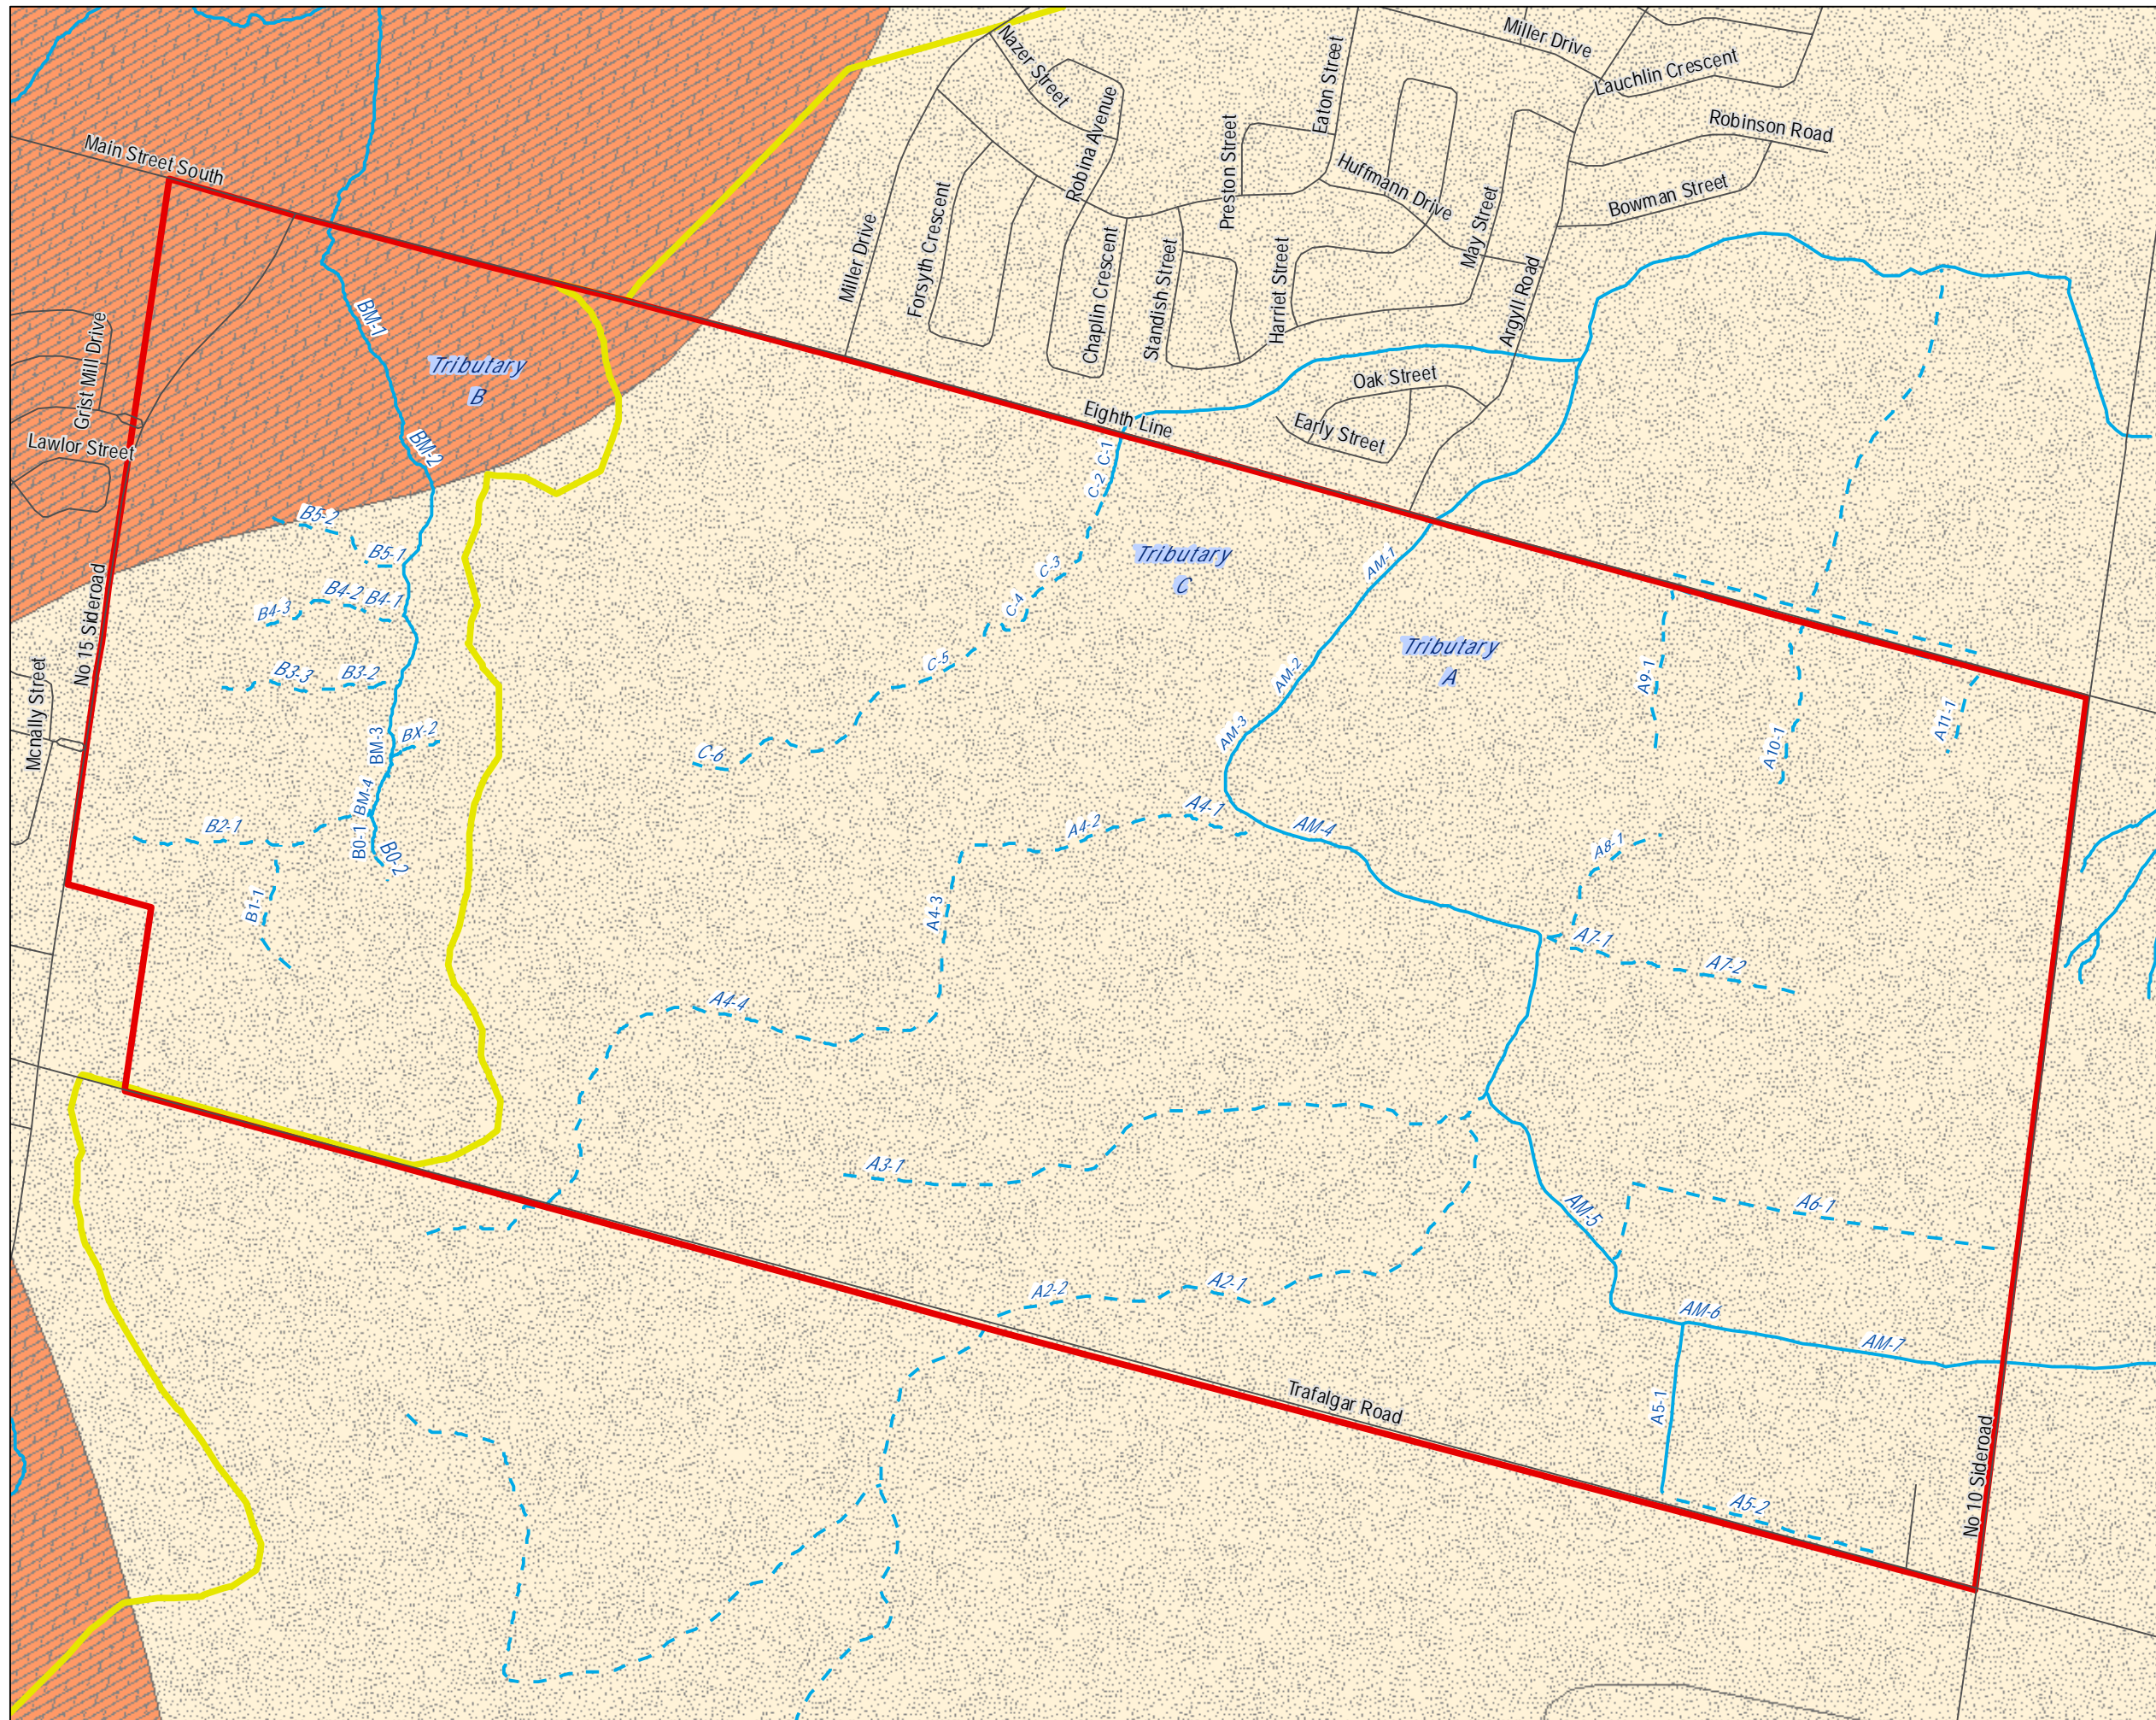 Main Street South
Nazer Street
Robina Avenue
Eaton Street
Miller Drive
Lauchlin Crescent
Robinson Road
Preston Street
Huffmann Drive
Bowman Street
May Street
Miller Drive
Forsyth Crescent
Chaplin Crescent
Standish Street
Harriet Street
Argyll Road
Grist Mill Drive
BM-1
Tributary
B
Oak Street
Early Street
Eighth Line
Lawlor Street
BM-2
C-1
C-2
B5-2
B5-1
Tributary
C
AM-1
C-3
C-4
B4-3
B4-2
B4-1
No 15 Sideroad
B3-3
B3-2
C-5
AM-2
Tributary
A
A9-1
Mcnally Street
BM-3
BX-2
C-6
AM-3
A10-1
A11-1
BM-4
B2-1
B0-1
B0-2
A4-2
A4-1
AM-4
A8-1
B1-1
A4-3
A7-1
A7-2
A4-4
A3-1
AM-5
A6-1
A2-2
A2-1
AM-6
AM-7
Trafalgar Road
A5-1
No 10 Sideroad
A5-2